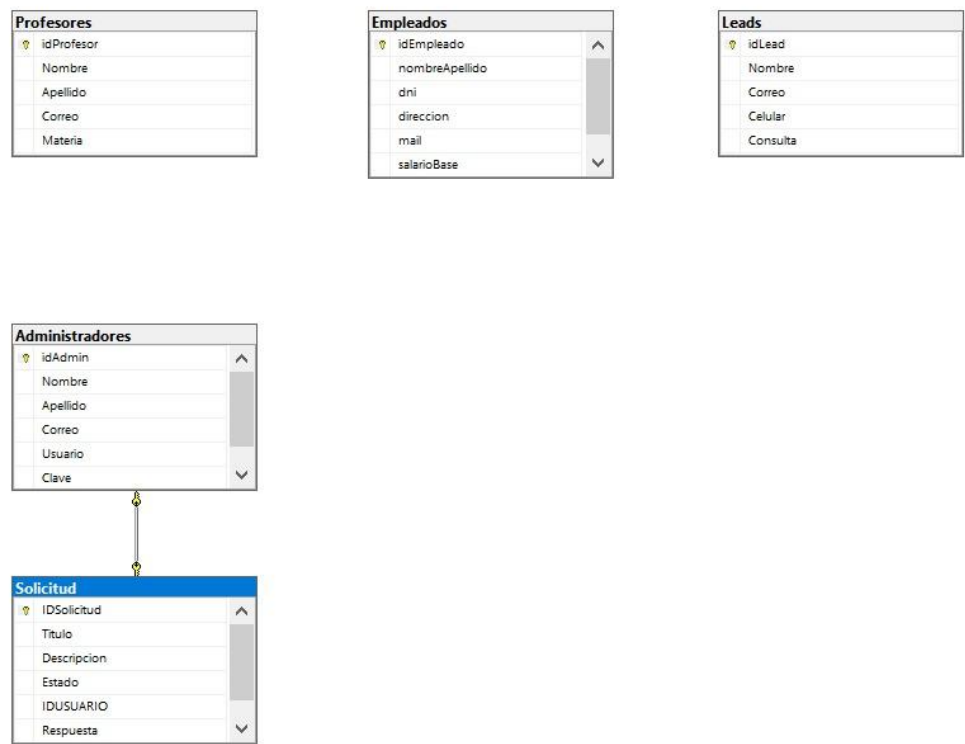 Profesores
idProfesor
Nombre
Apellido
Correo
Materia
Empleados
idEmpleado
nombreApellido
dni
direccion
mail
salarioBase
Leads
idLead
Nombre
Correo
Celular
Consulta
Administradores
idAdmin
Nombre
Apellido
Correo
Usuario
Clave
Solicitud
IDSolicitud
Titulo
Descripcion
Estado
IDUSUARIO
Respuesta